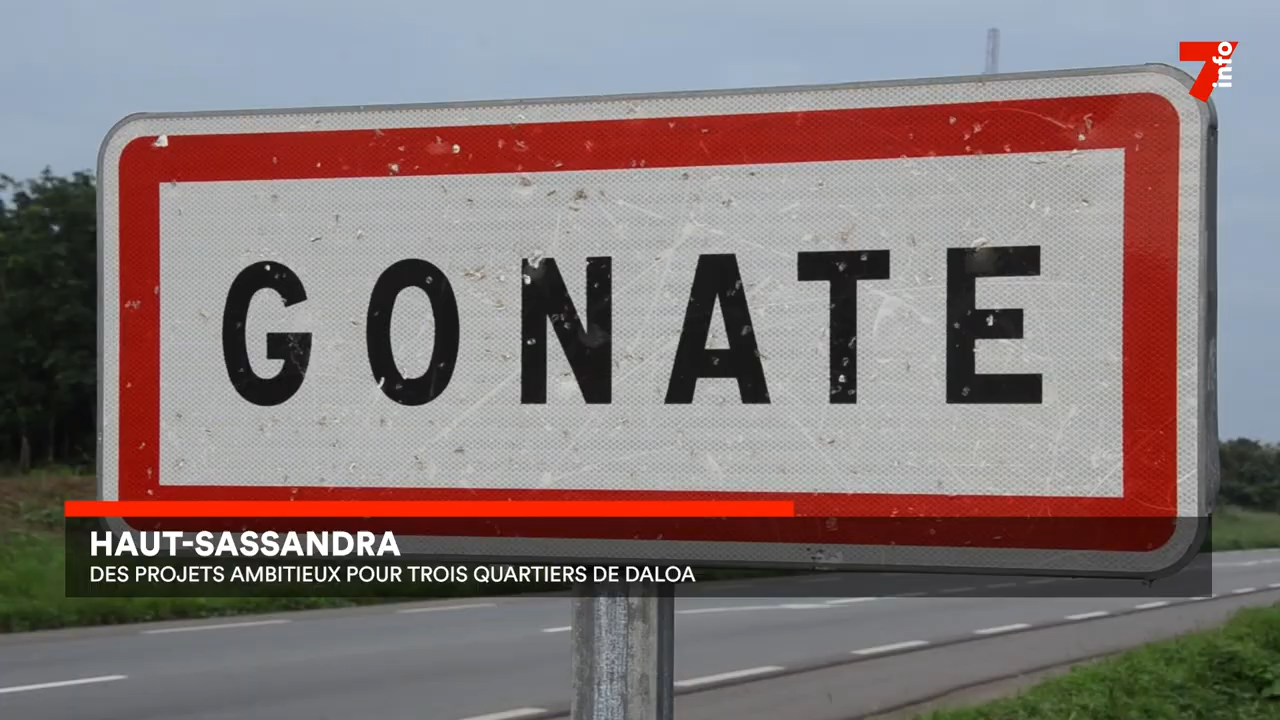 7info
GONATE
HAUT-SASSANDRA
DES PROJETS AMBITIEUX POUR TROIS QUARTIERS DE DALOA